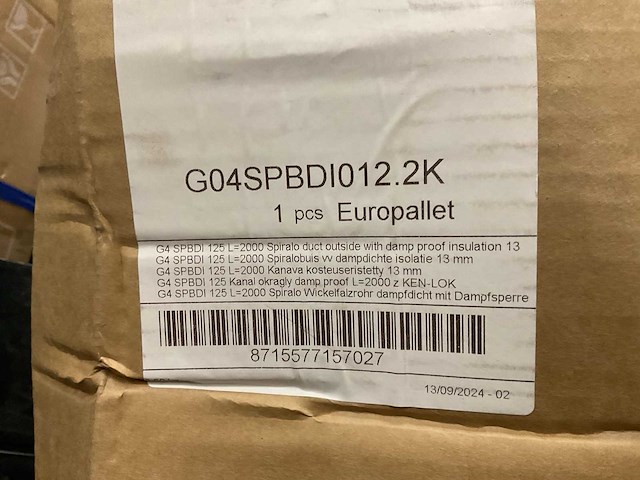 G04SPBDI012.2K
1 pcs Europallet
G4 SPBDI 125 L=2000 Spiralo duct outside with damp proof insulation 13
G4 SPBDI 125 L=2000 Spiralobuis vv dampdichte isolatie 13 mm
G4 SPBDI 125 L=2000 Kanava kosteuseristetty 13 mm
G4 SPBDI 125 Kanal okragly damp proof L=2000 z KEN-LOK
G4 SPBDI 125 L=2000 Spiralo Wickelfalzrohr dampfdicht mit Dampfsperre
8715577157027
13/09/2024 - 02